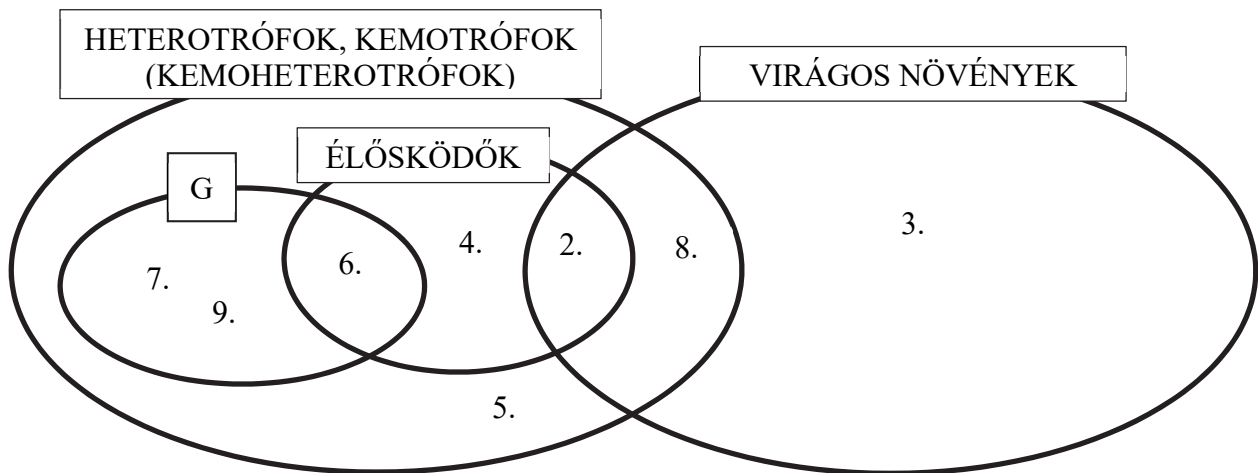 HETEROTRÓFOK, KEMOTRÓFOK
(KEMOHETEROTRÓFOK)
VIRÁGOS NÖVÉNYEK
ÉLŐSKÖDŐK
G
3.
4.
2.
8.
6.
7.
9.
5.